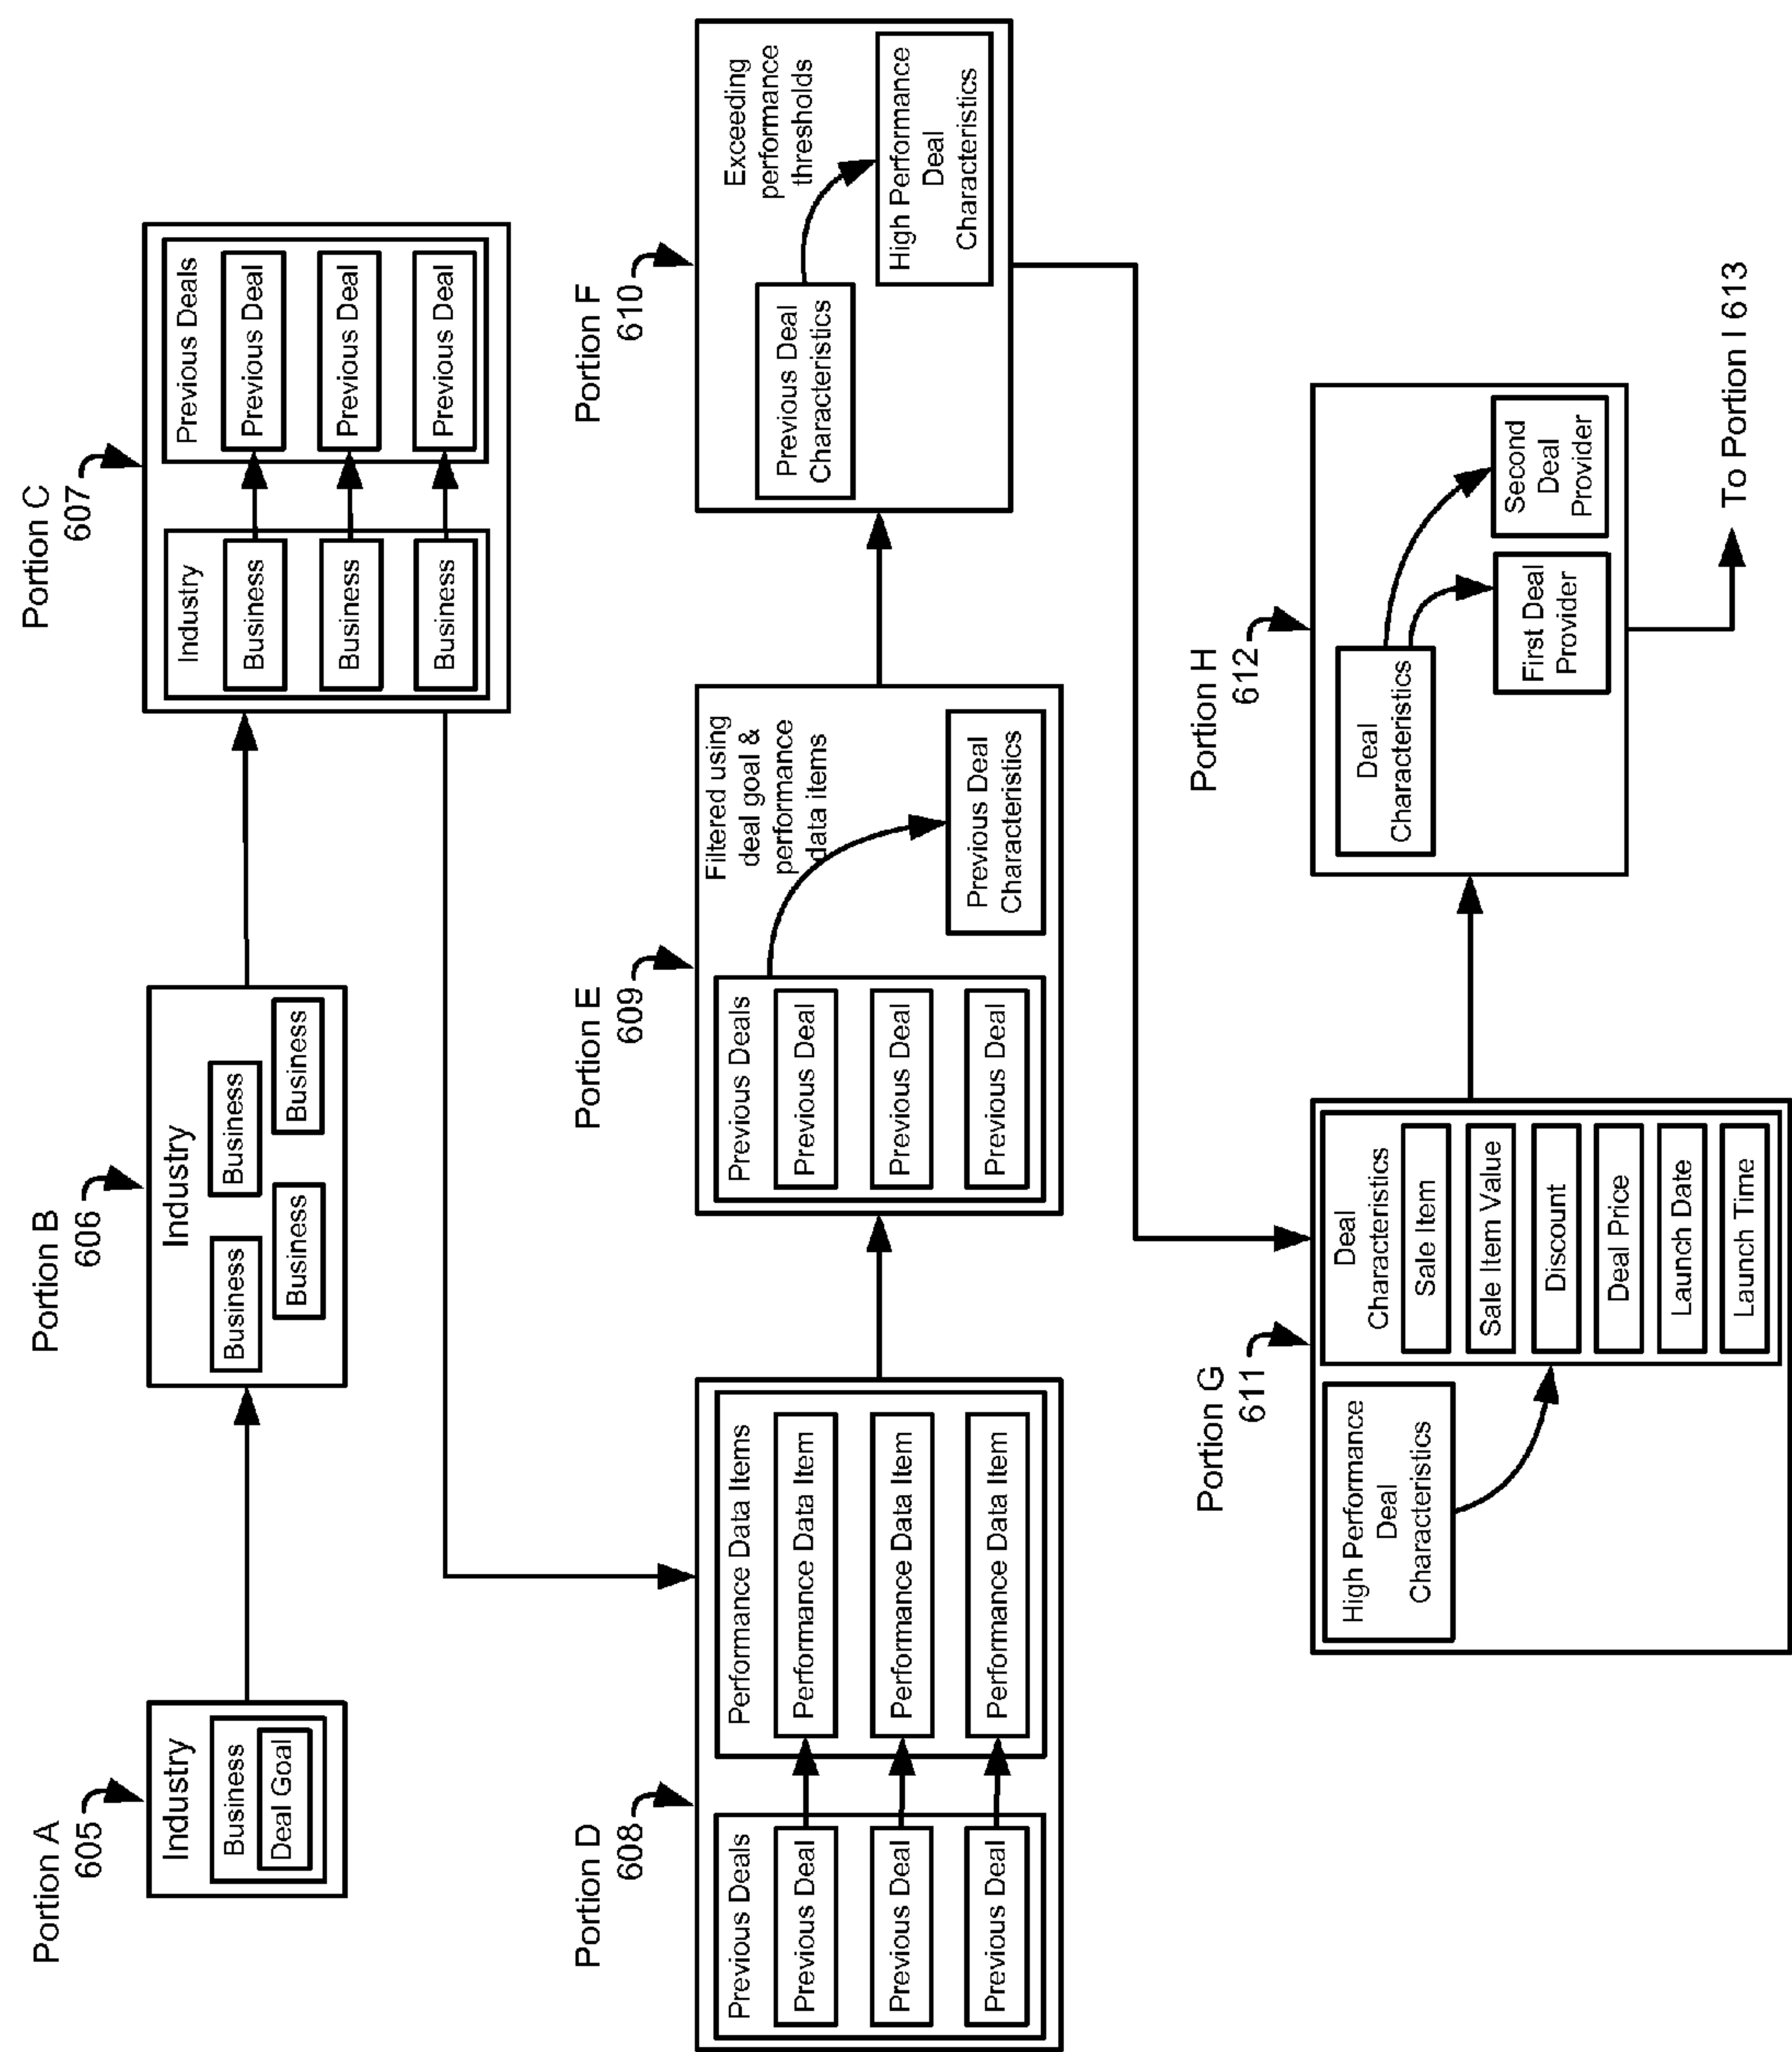 Portion A
605
Industry
Business
Deal Goal
Portion B
606
Industry
Business
Business
Business
Business
Portion C
607
Industry
Business
Business
Business
Previous Deals
Previous Deal
Previous Deal
Previous Deal
Portion D
608
Previous Deals
Previous Deal
Previous Deal
Previous Deal
Performance Data Items
Performance Data Item
Performance Data Item
Performance Data Item
Portion E
609
Previous Deals
Previous Deal
Previous Deal
Previous Deal
Filtered using
deal goal &
performance
data items
Previous Deal
Characteristics
Portion F
610
Previous Deal
Characteristics
Exceeding
performance
thresholds
High Performance
Deal
Characteristics
Portion G
611
High Performance
Deal
Characteristics
Deal
Characteristics
Sale Item
Sale Item Value
Discount
Deal Price
Launch Date
Launch Time
Portion H
612
Deal
Characteristics
First Deal
Provider
Second
Deal
Provider
To Portion I 613